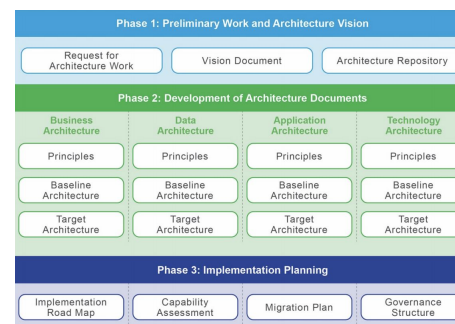 Phase 1: Preliminary Work and Architecture Vision
Request for
Architecture Work
Vision Document
Architecture Repository
Phase 2: Development of Architecture Documents
Business
Architecture
Data
Architecture
Application
Architecture
Technology
Architecture
Principles
Principles
Principles
Principles
Baseline
Architecture
Baseline
Architecture
Baseline
Architecture
Baseline
Architecture
Target
Architecture
Target
Architecture
Target
Architecture
Target
Architecture
Phase 3: Implementation Planning
Implementation
Road Map
Capability
Assessment
Migration Plan
Governance
Structure